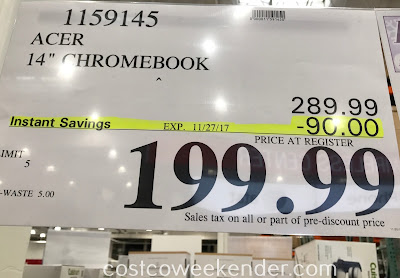 1159145
ACER
14" CHROMEBOOK
289.99
Instant Savings EXP. 11/27/17 -90.00
PRICE AT REGISTER
LIMIT
5
199.99
-WASTE 5.00
Sales tax on all or part of pre-discount price
costcoweekender.com